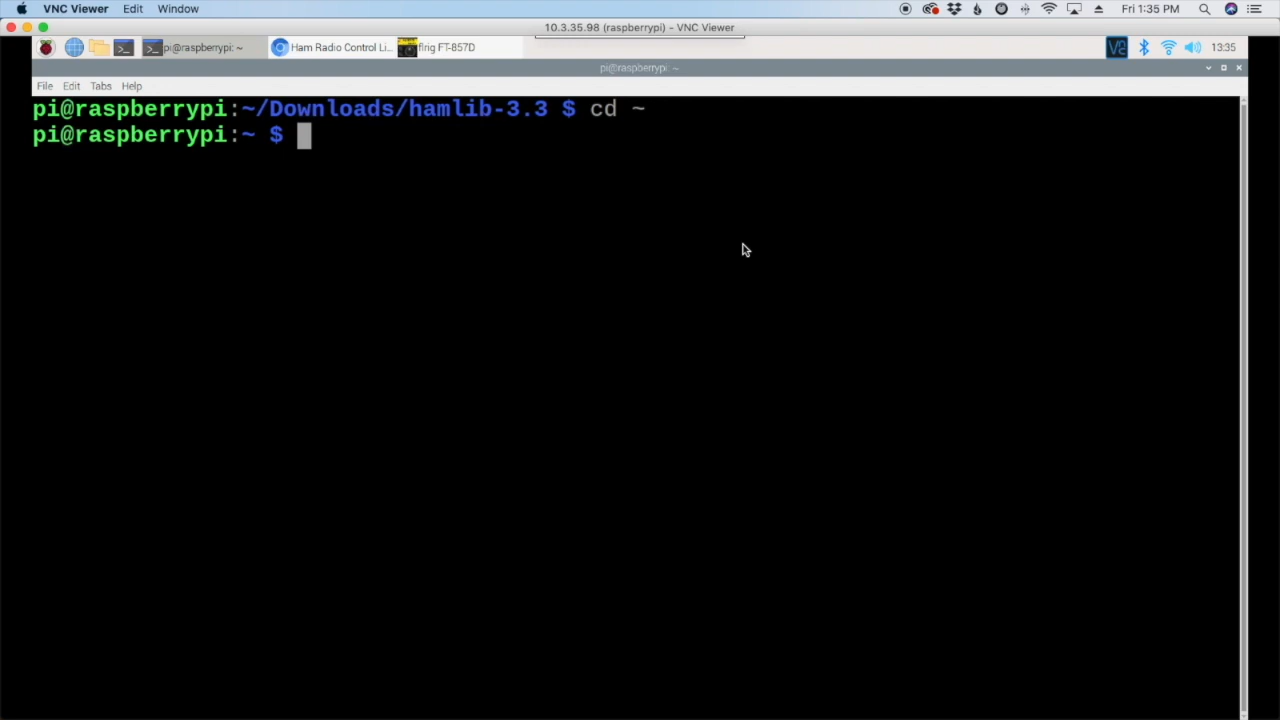 VNC Viewer Edit Window Fri 1:35 PM
10.3.35.98 (raspberrypi) – VNC Viewer
pi@raspberrypi: ~ Ham Radio Control Li... flrig FT-857D 13:35
pi@raspberrypi: ~
File Edit Tabs Help
pi@raspberrypi:~/Downloads/hamlib-3.3 $ cd ~
pi@raspberrypi:~ $